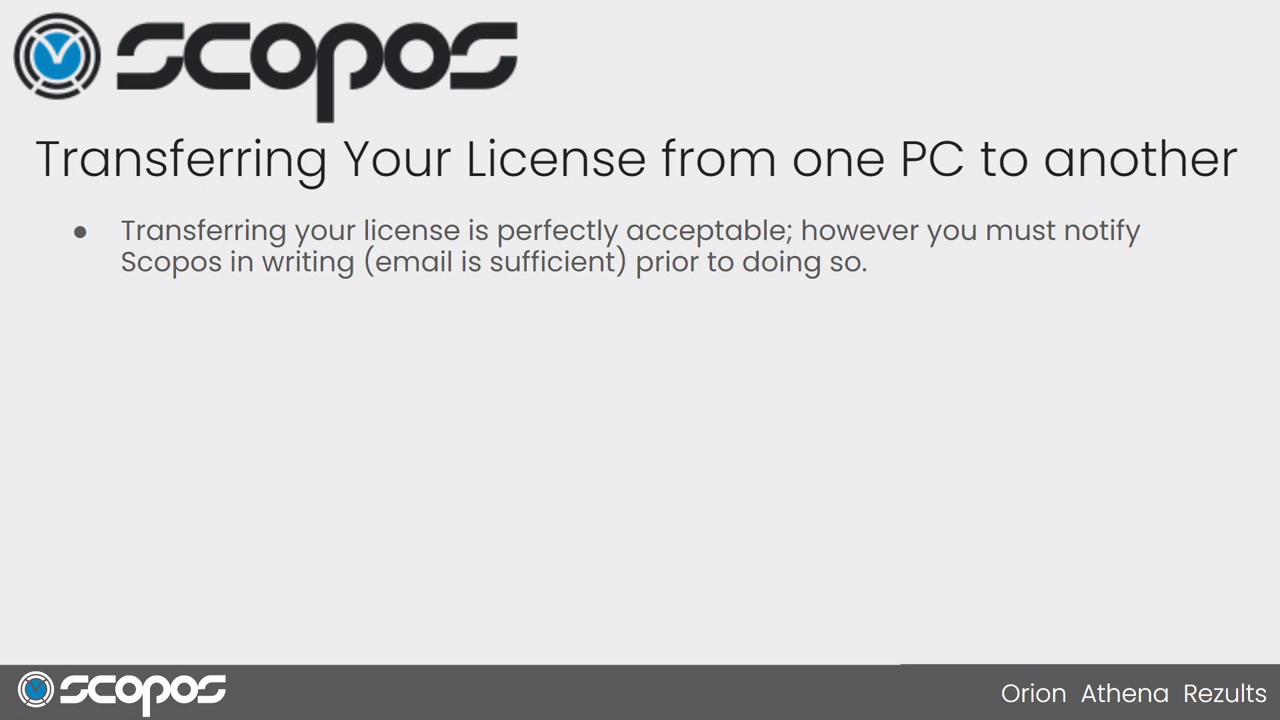 scopos
Transferring Your License from one PC to another
● Transferring your license is perfectly acceptable; however you must notify
Scopos in writing (email is sufficient) prior to doing so.
scopos
Orion Athena Rezults